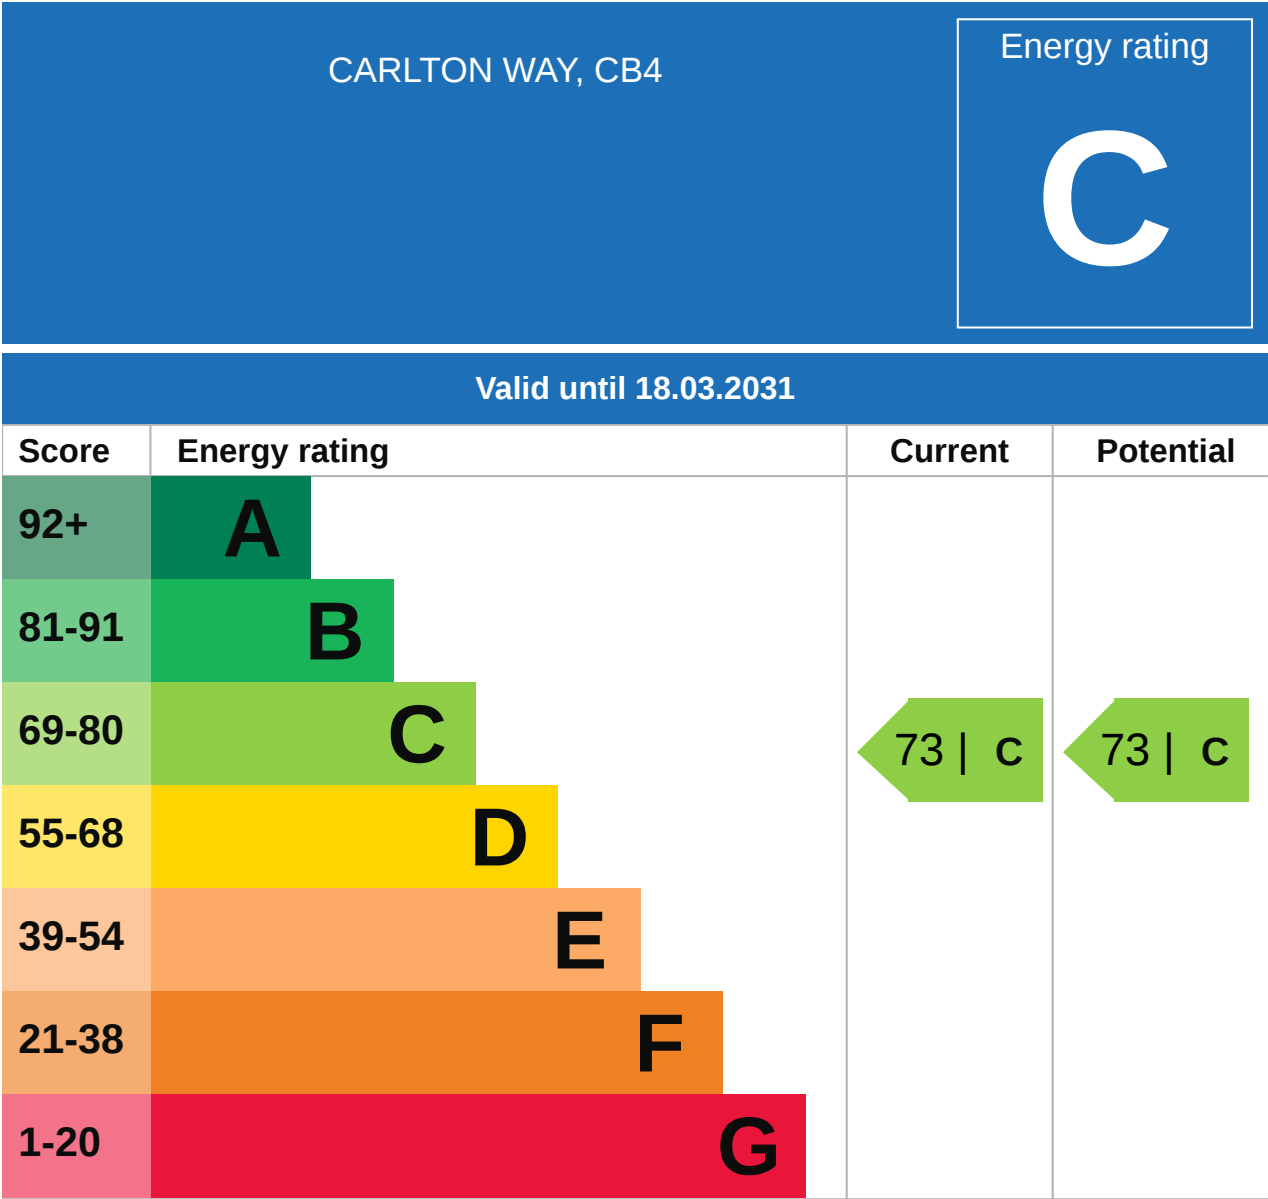 CARLTON WAY, CB4
Energy rating
C
Valid until 18.03.2031
Score Energy rating Current Potential
92+ A
81-91 B
69-80 C 73 | C 73 | C
55-68 D
39-54 E
21-38 F
1-20 G